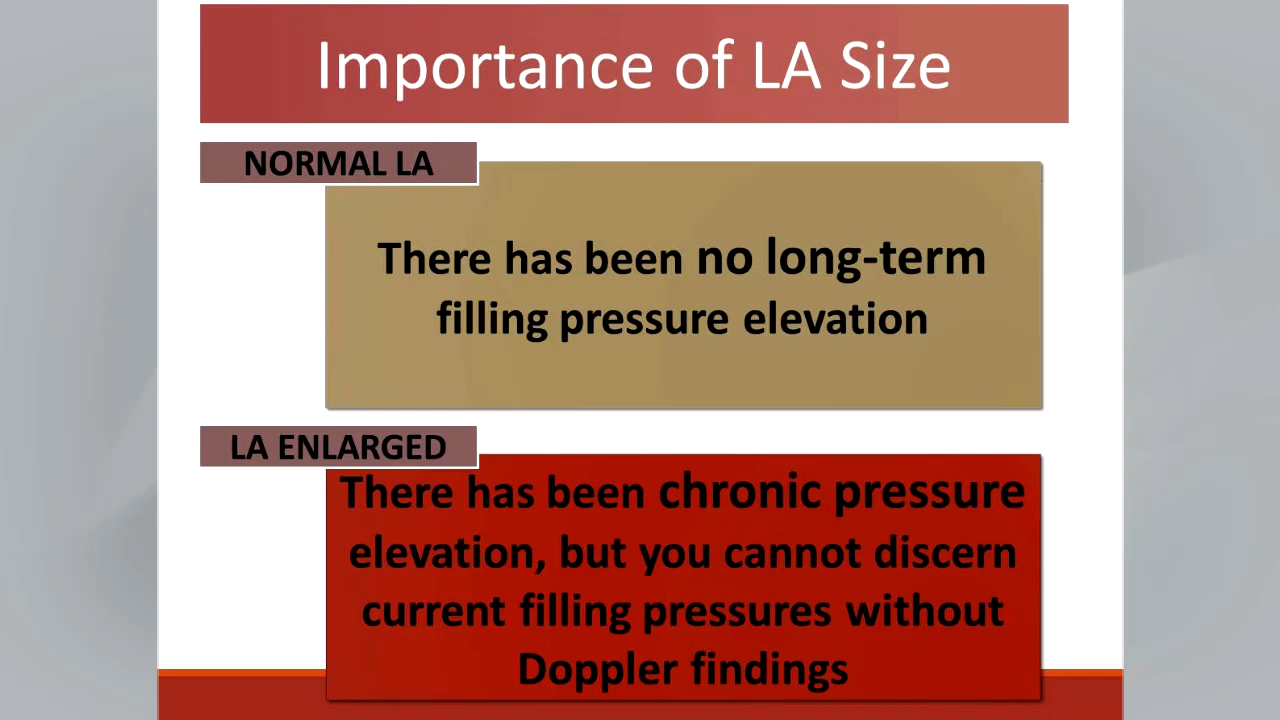 Importance of LA Size
NORMAL LA
There has been no long-term
filling pressure elevation
LA ENLARGED
There has been chronic pressure
elevation, but you cannot discern
current filling pressures without
Doppler findings